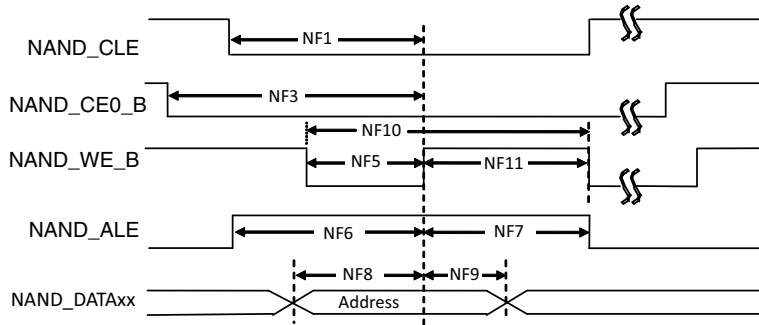 NAND_CLE
NF1
NAND_CE0_B
NF3
NF10
NAND_WE_B
NF5
NF11
NAND_ALE
NF6
NF7
NF8
NF9
NAND_DATAxx
Address